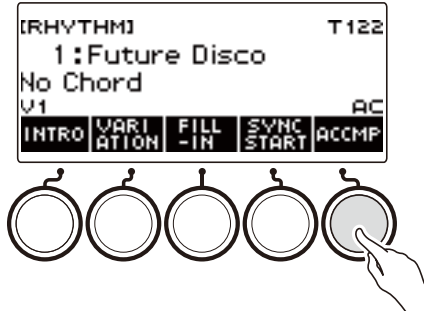 [RHYTHM] T122
1:Future Disco
No Chord
V1 AC
INTRO VARI FILL SYNC ACCMP
ATION -IN START